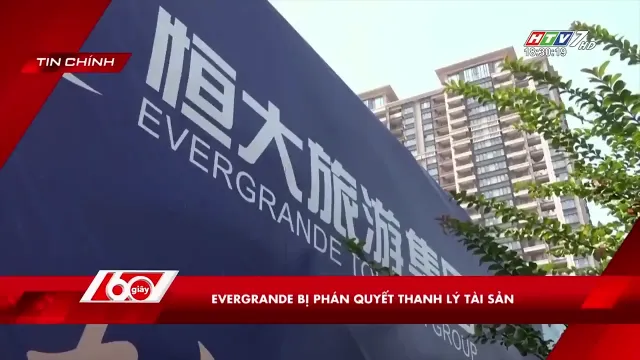 TIN CHÍNH
HTV7 HD
18:30:19
恒大旅游集
EVERGRANDE TO
GROUP
60 giây
EVERGRANDE BỊ PHÁN QUYẾT THANH LÝ TÀI SẢN